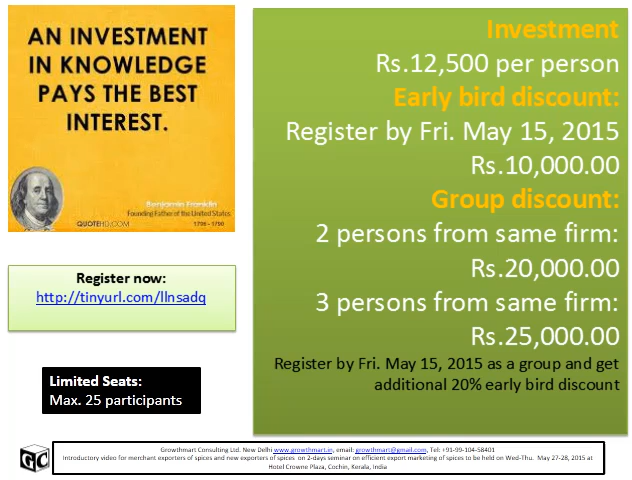 AN INVESTMENT
IN KNOWLEDGE
PAYS THE BEST
INTEREST.
Benjamin Franklin
Founding Father of the United States
QUOTEHD.COM
1706 - 1790
Register now:
http://tinyurl.com/llnsadq
Limited Seats:
Max. 25 participants
Investment
Rs.12,500 per person
Early bird discount:
Register by Fri. May 15, 2015
Rs.10,000.00
Group discount:
2 persons from same firm:
Rs.20,000.00
3 persons from same firm:
Rs.25,000.00
Register by Fri. May 15, 2015 as a group and get
additional 20% early bird discount
GC
Growthmart Consulting Ltd. New Delhi www.growthmart.in, email: growthmart@gmail.com, Tel: +91-99-104-58401
Introductory video for merchant exporters of spices and new exporters of spices on 2-days seminar on efficient export marketing of spices to be held on Wed-Thu. May 27-28, 2015 at
Hotel Crowne Plaza, Cochin, Kerala, India